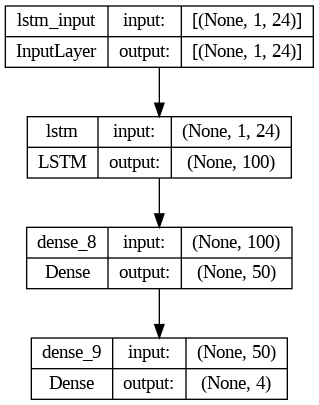 lstm_input input: [(None, 1, 24)]
InputLayer output: [(None, 1, 24)]
lstm input: (None, 1, 24)
LSTM output: (None, 100)
dense_8 input: (None, 100)
Dense output: (None, 50)
dense_9 input: (None, 50)
Dense output: (None, 4)